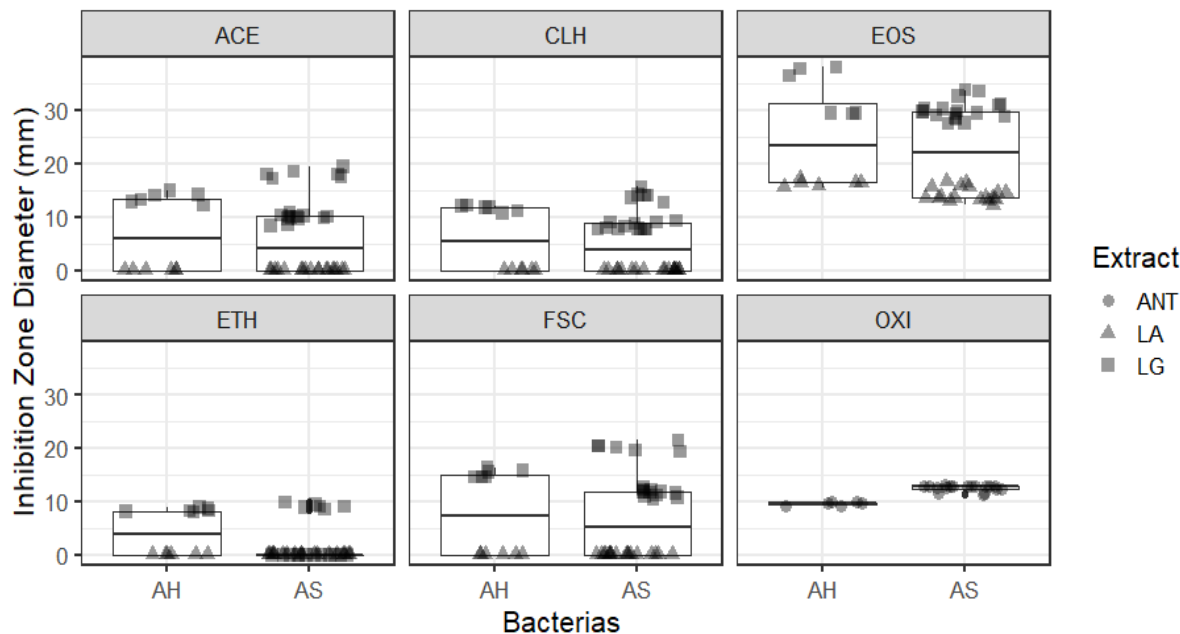 ACE CLH EOS
Inhibition Zone Diameter (mm)
30
20
10
0
ETH FSC OXI
30
20
10
0
AH AS AH AS AH AS
Bacterias
Extract
ANT
LA
LG